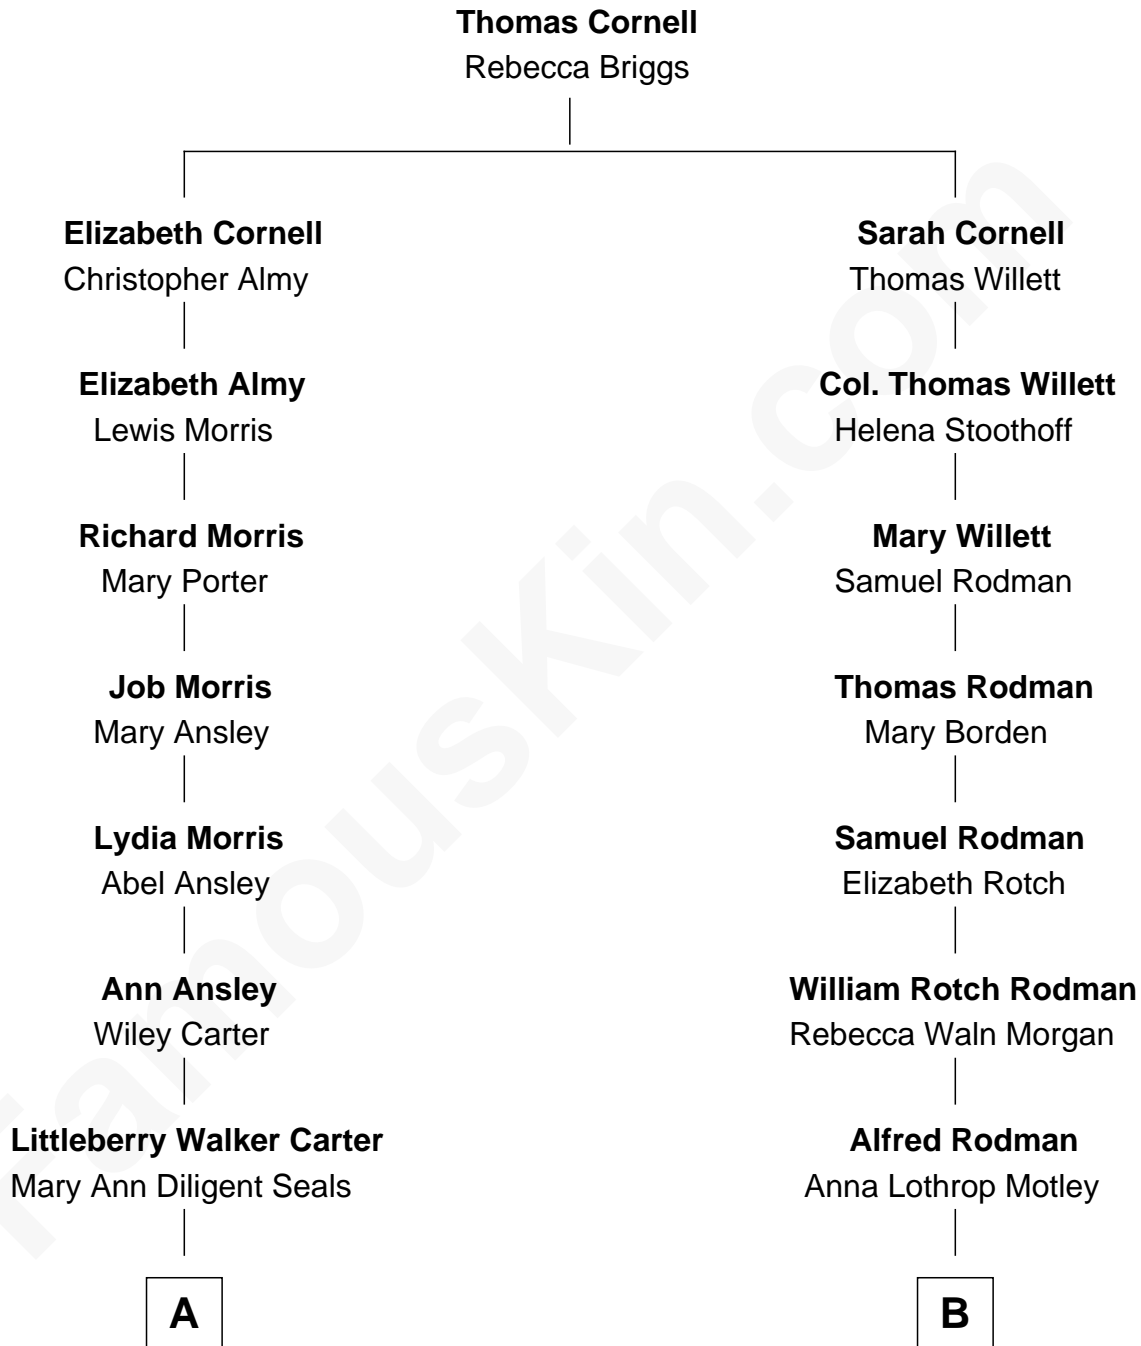 Thomas Cornell
Rebecca Briggs
Elizabeth Cornell
Christopher Almy
Sarah Cornell
Thomas Willett
Elizabeth Almy
Lewis Morris
Col. Thomas Willett
Helena Stoothoff
Richard Morris
Mary Porter
Mary Willett
Samuel Rodman
Job Morris
Mary Ansley
Thomas Rodman
Mary Borden
Lydia Morris
Abel Ansley
Samuel Rodman
Elizabeth Rotch
Ann Ansley
Wiley Carter
William Rotch Rodman
Rebecca Waln Morgan
Littleberry Walker Carter
Mary Ann Diligent Seals
Alfred Rodman
Anna Lothrop Motley
A
B
FamousKin.com